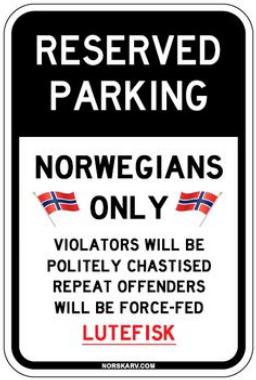 RESERVED
PARKING
NORWEGIANS
ONLY
VIOLATORS WILL BE
POLITELY CHASTISED
REPEAT OFFENDERS
WILL BE FORCE-FED
LUTEFISK
NORSKARV.COM